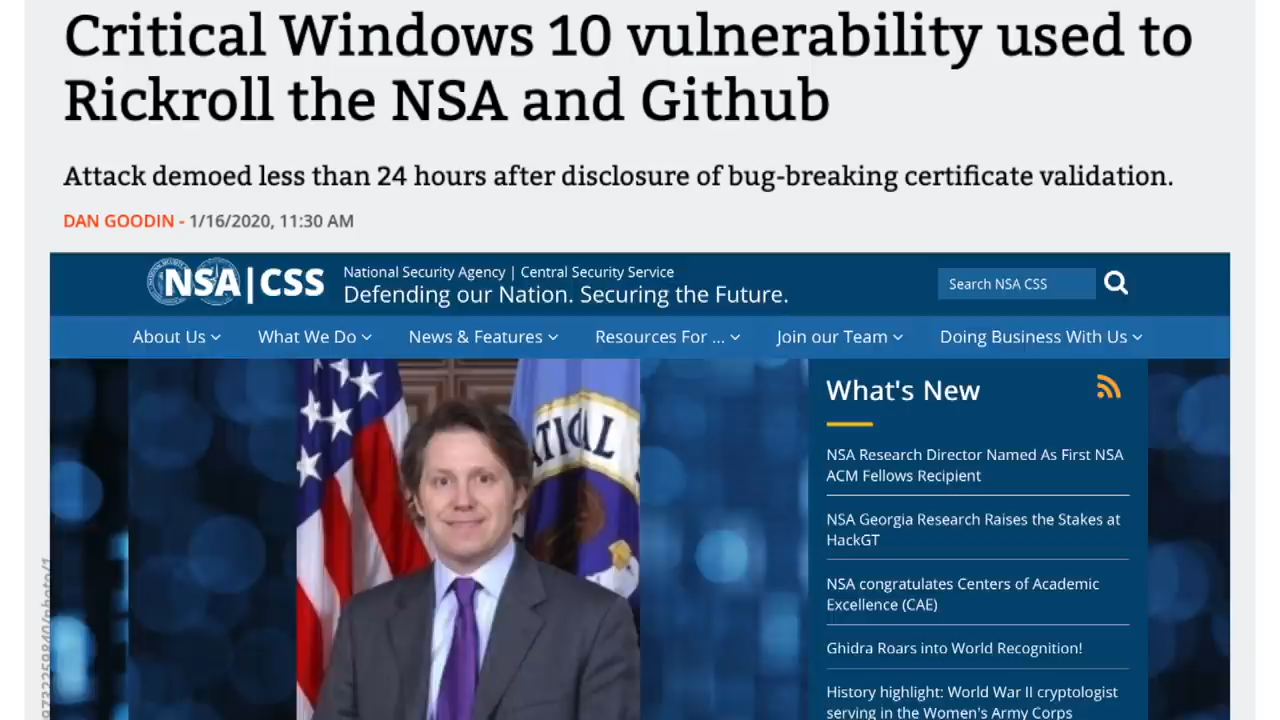 Critical Windows 10 vulnerability used to
Rickroll the NSA and Github
Attack demoed less than 24 hours after disclosure of bug-breaking certificate validation.
DAN GOODIN - 1/16/2020, 11:30 AM
NSA|CSS
National Security Agency | Central Security Service
Defending our Nation. Securing the Future.
Search NSA CSS
About Us
What We Do
News & Features
Resources For ...
Join our Team
Doing Business With Us
What's New
NSA Research Director Named As First NSA
ACM Fellows Recipient
NSA Georgia Research Raises the Stakes at
HackGT
NSA congratulates Centers of Academic
Excellence (CAE)
Ghidra Roars into World Recognition!
History highlight: World War II cryptologist
serving in the Women's Army Corps